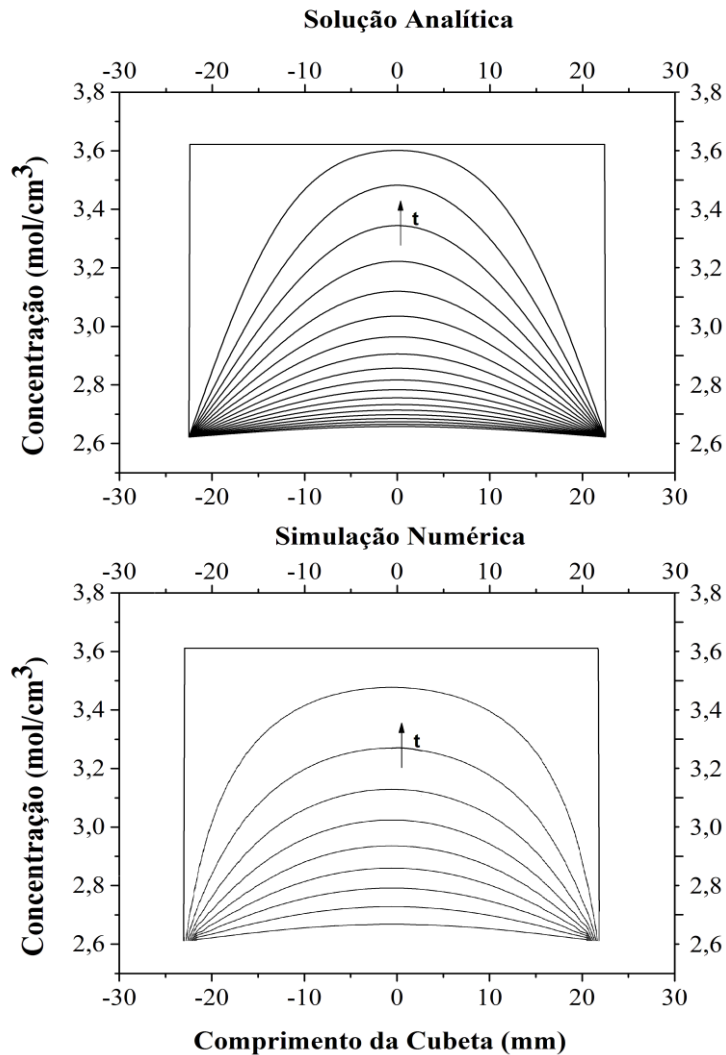 Solução Analítica
-30 -20 -10 0 10 20 30
3,8 3,8
3,6 3,6
3,4 3,4
t
3,2 3,2
3,0 3,0
2,8 2,8
2,6 2,6
Concentração (mol/cm³)
-30 -20 -10 0 10 20 30
Simulação Numérica
-30 -20 -10 0 10 20 30
3,8 3,8
3,6 3,6
3,4 3,4
t
3,2 3,2
3,0 3,0
2,8 2,8
2,6 2,6
Concentração (mol/cm³)
-30 -20 -10 0 10 20 30
Comprimento da Cubeta (mm)